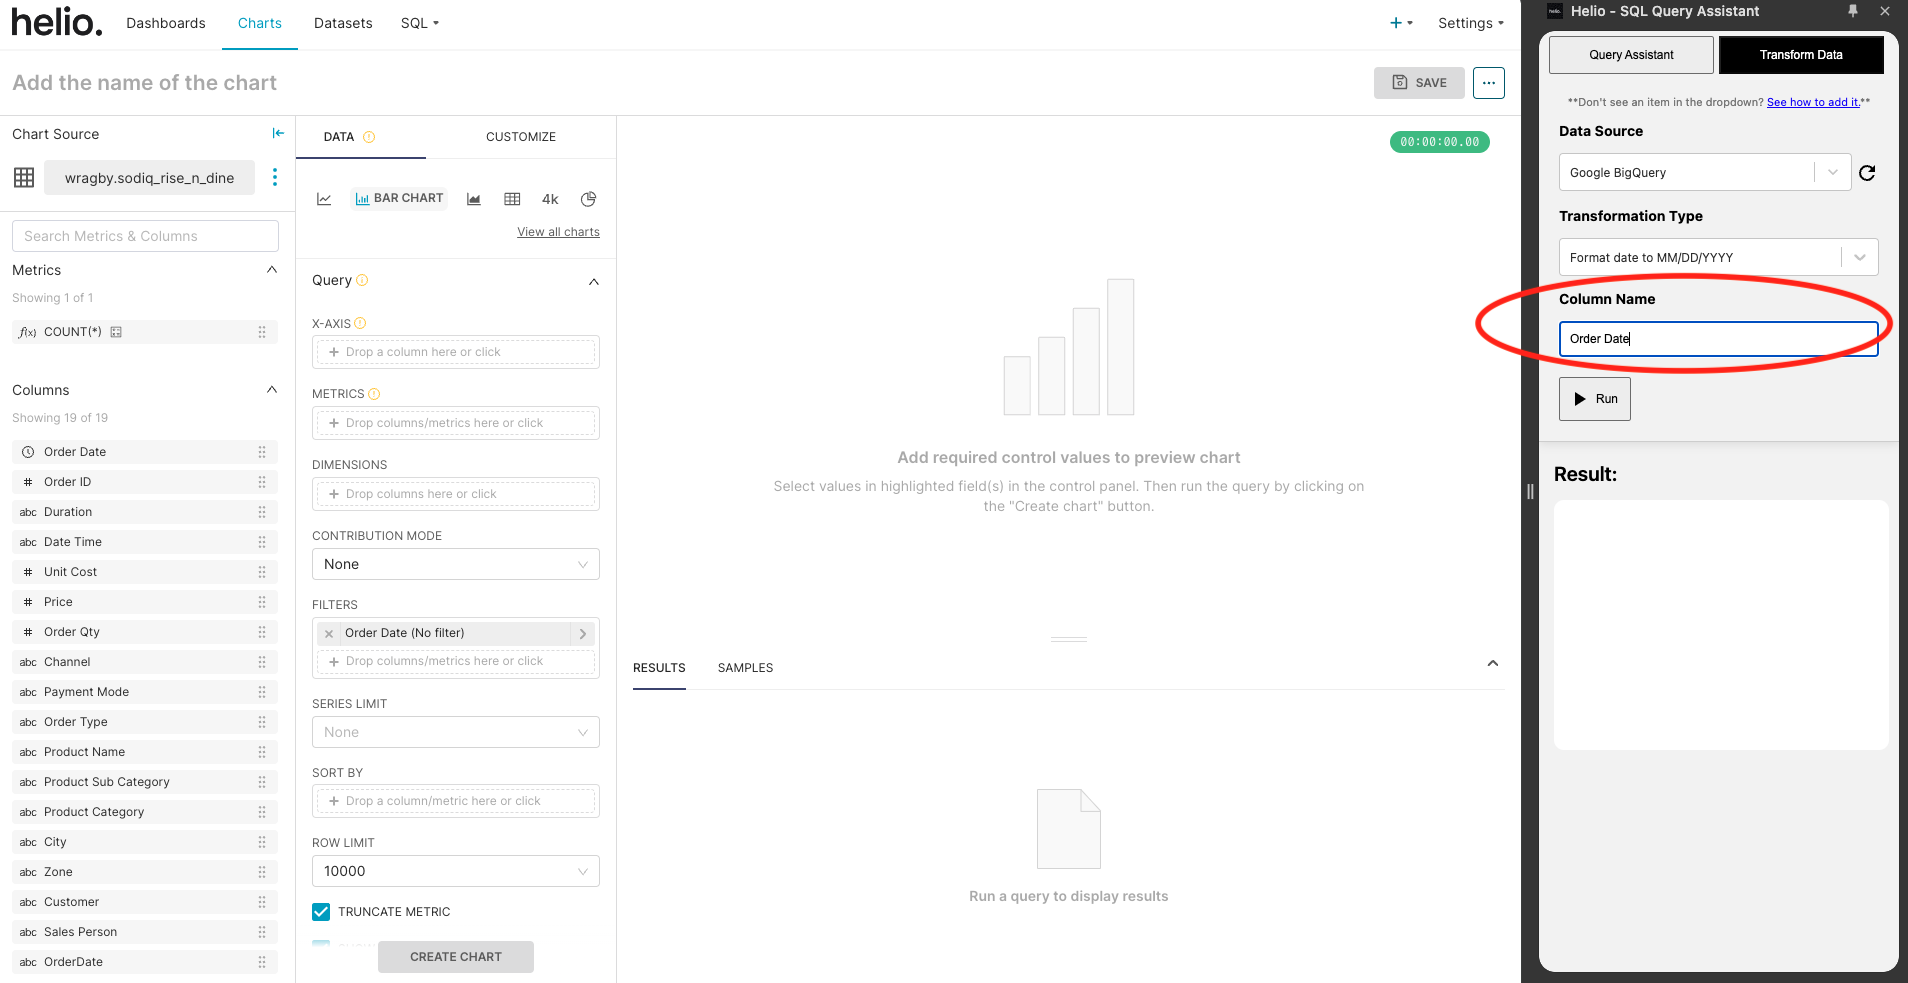 helio.
Dashboards
Charts
Datasets
SQL
Settings
Add the name of the chart
SAVE
Chart Source
wragby.sodiq_rise_n_dine
Search Metrics & Columns
Metrics
Showing 1 of 1
f(x) COUNT(*)
Columns
Showing 19 of 19
Order Date
# Order ID
abc Duration
abc Date Time
# Unit Cost
# Price
# Order Qty
abc Channel
abc Payment Mode
abc Order Type
abc Product Name
abc Product Sub Category
abc Product Category
abc City
abc Zone
abc Customer
abc Sales Person
abc OrderDate
DATA
CUSTOMIZE
BAR CHART
4k
View all charts
Query
X-AXIS
+ Drop a column here or click
METRICS
+ Drop columns/metrics here or click
DIMENSIONS
+ Drop columns here or click
CONTRIBUTION MODE
None
FILTERS
Order Date (No filter)
+ Drop columns/metrics here or click
SERIES LIMIT
None
SORT BY
+ Drop a column/metric here or click
ROW LIMIT
10000
TRUNCATE METRIC
CREATE CHART
00:00:00.00
Add required control values to preview chart
Select values in highlighted field(s) in the control panel. Then run the query by clicking on
the "Create chart" button.
RESULTS
SAMPLES
Run a query to display results
helio.
Helio - SQL Query Assistant
Query Assistant
Transform Data
**Don't see an item in the dropdown? See how to add it.**
Data Source
Google BigQuery
Transformation Type
Format date to MM/DD/YYYY
Column Name
Order Date
Run
Result: